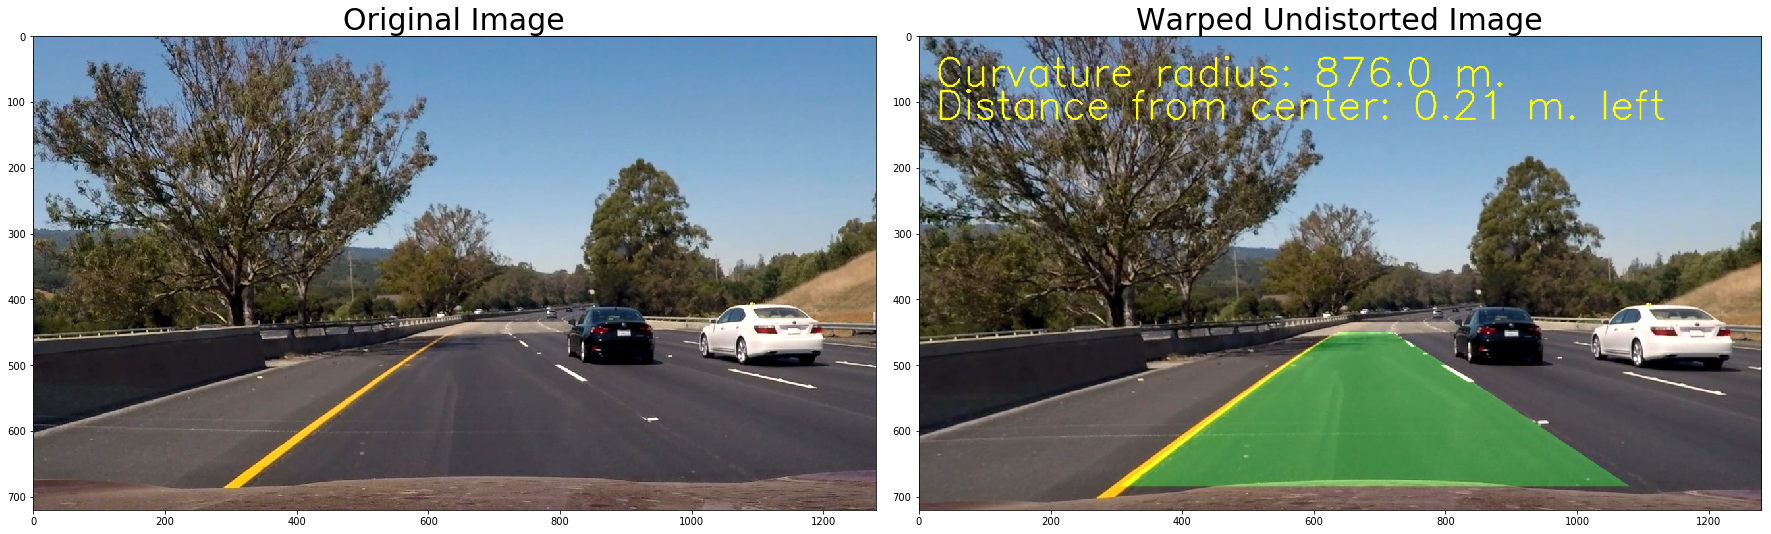 Original Image
0
100
200
300
400
500
600
700
0 200 400 600 800 1000 1200
Warped Undistorted Image
Curvature radius: 876.0 m.
Distance from center: 0.21 m. left
0
100
200
300
400
500
600
700
0 200 400 600 800 1000 1200